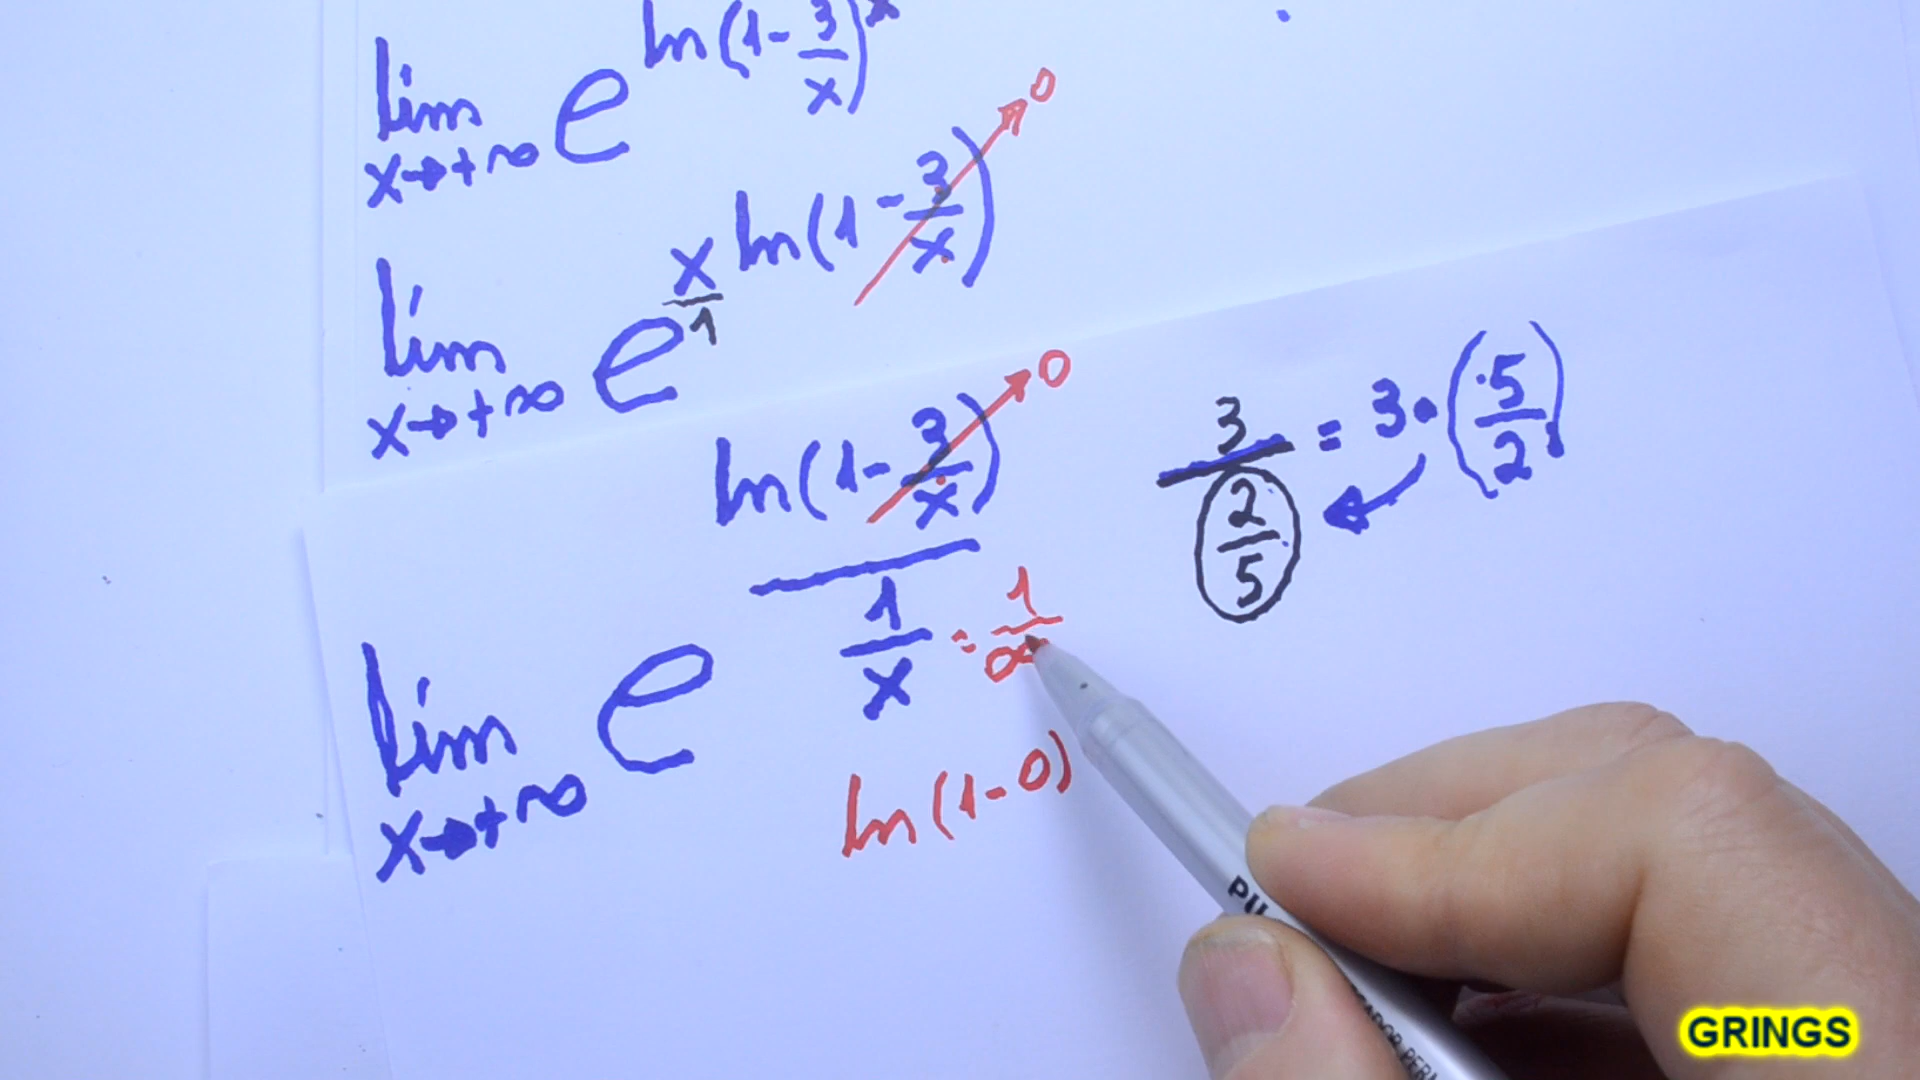 lim x→+∞ e^ln(1-3/x)^x
lim x→+∞ e^(x/1 ln(1-3/x)) 0
lim x→+∞ e^(ln(1-3/x)/(1/x)) 0
= 1/∞
ln(1-0)
3/(2/5) = 3·(5/2)
PERM
GRINGS